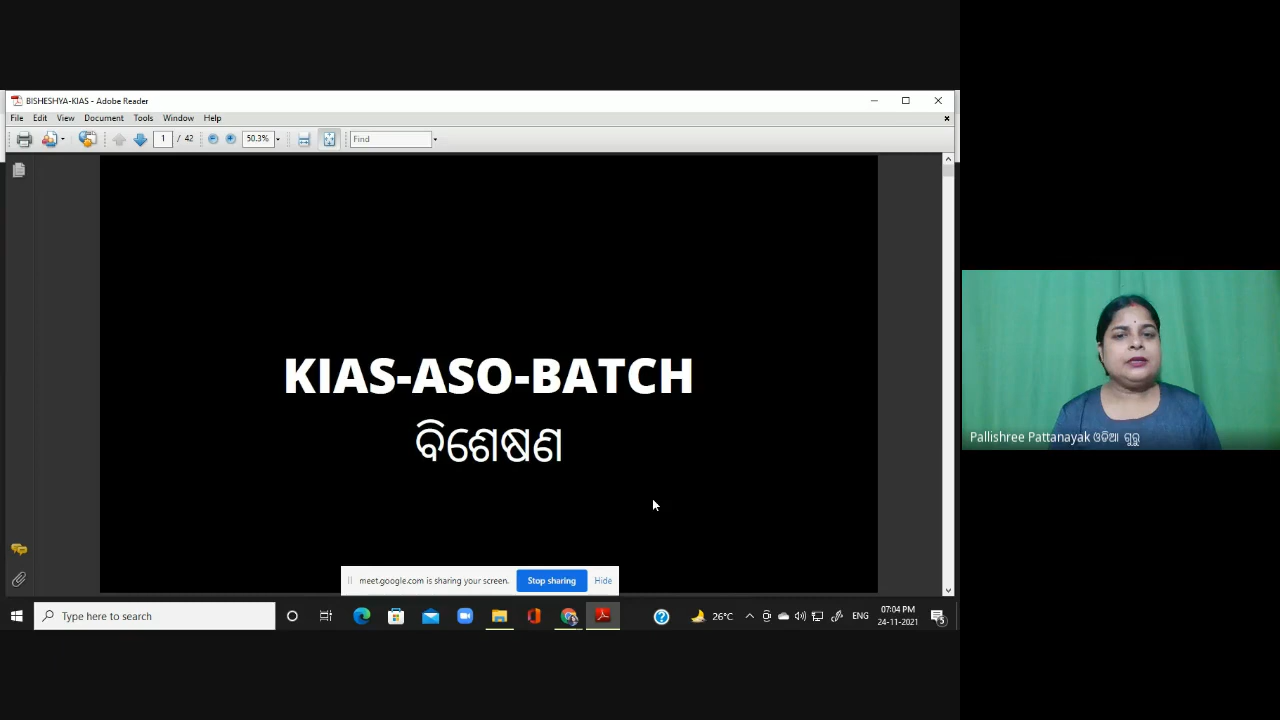 BISHESHYA-KIAS - Adobe Reader
File Edit View Document Tools Window Help
1 / 42 50.3% Find
KIAS-ASO-BATCH
ବିଶେଷଣ
Pallishree Pattanayak ଓଡିଆ ଗୁରୁ
meet.google.com is sharing your screen. Stop sharing Hide
Type here to search
26°C ENG 07:04 PM
24-11-2021
5